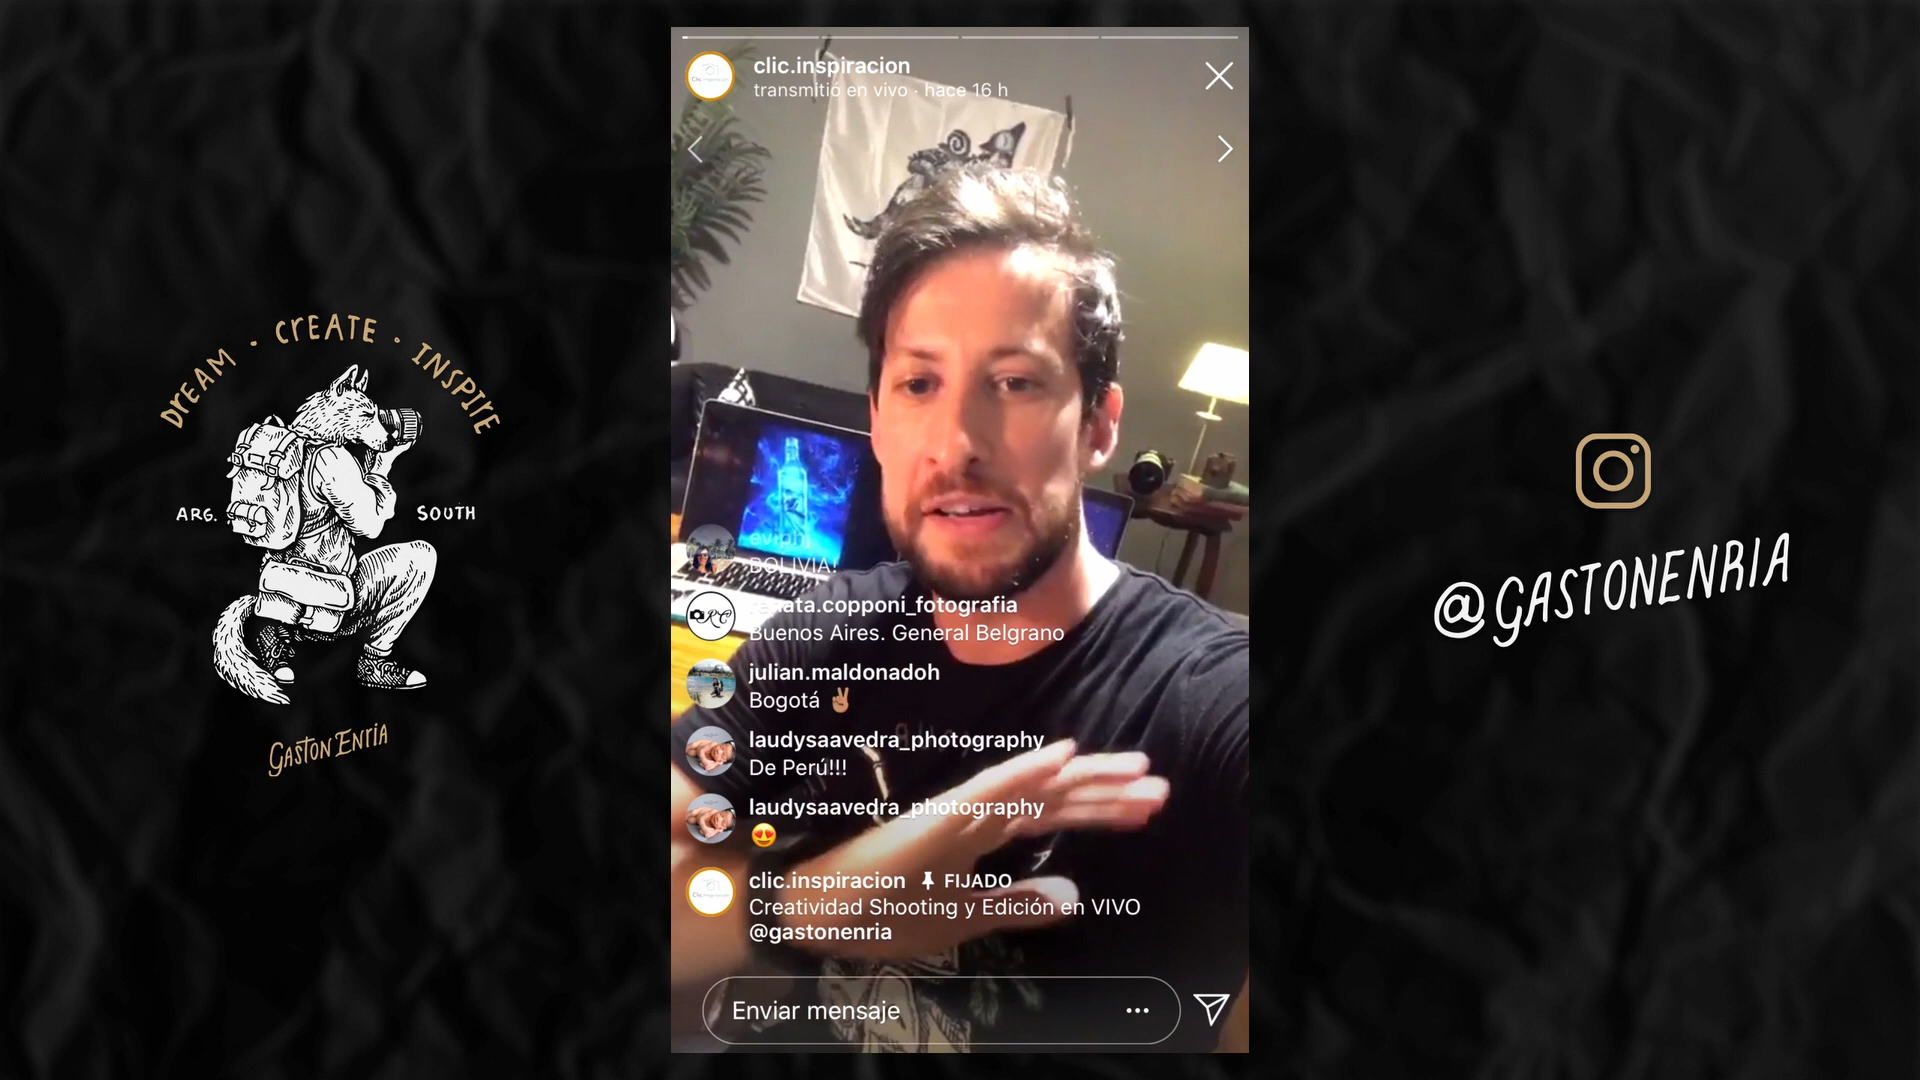 DREAM · CREATE · INSPIRE
ARG. SOUTH
GASTON ENRIA
clic.inspiracion
transmitió en vivo · hace 16 h
eviphj
BOLIVIA!
renata.copponi_fotografia
Buenos Aires. General Belgrano
julian.maldonadoh
Bogotá ✌🏽
laudysaavedra_photography
De Perú!!!
laudysaavedra_photography
😍
clic.inspiracion FIJADO
Creatividad Shooting y Edición en VIVO
@gastonenria
Enviar mensaje
@GASTONENRIA